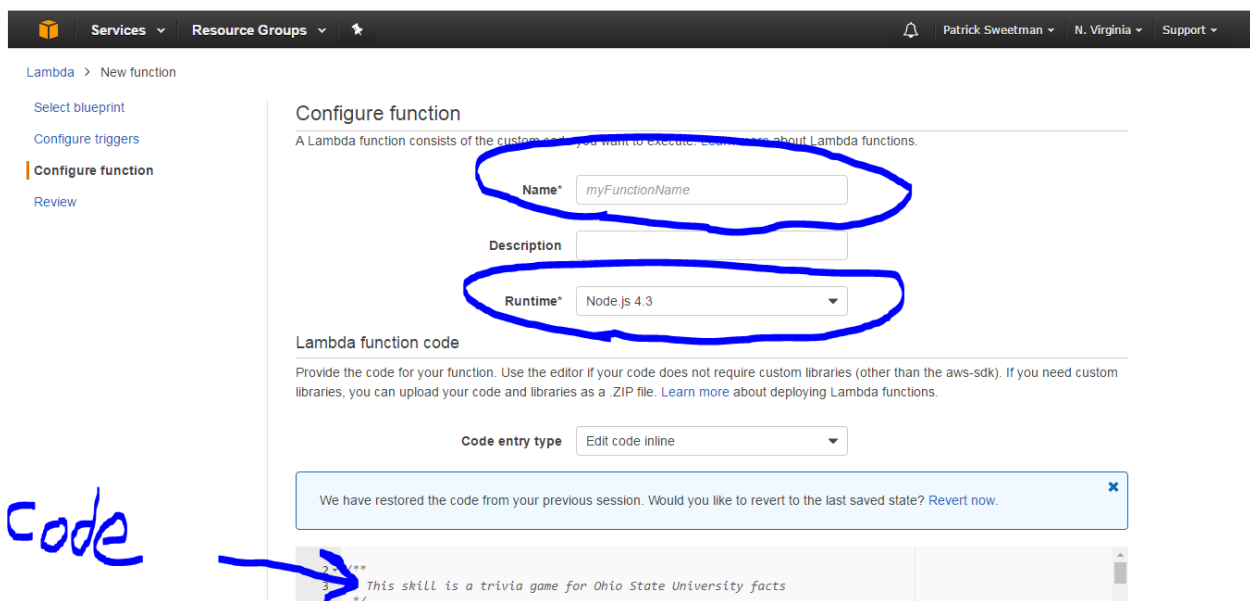 Services Resource Groups Patrick Sweetman N. Virginia Support
Lambda > New function
Select blueprint
Configure triggers
Configure function
Review
Configure function
A Lambda function consists of the custom code you want to execute. Learn more about Lambda functions.
Name* myFunctionName
Description
Runtime* Node.js 4.3
Lambda function code
Provide the code for your function. Use the editor if your code does not require custom libraries (other than the aws-sdk). If you need custom
libraries, you can upload your code and libraries as a .ZIP file. Learn more about deploying Lambda functions.
Code entry type Edit code inline
We have restored the code from your previous session. Would you like to revert to the last saved state? Revert now.
Code
2 /**
3 This skill is a trivia game for Ohio State University facts
*/